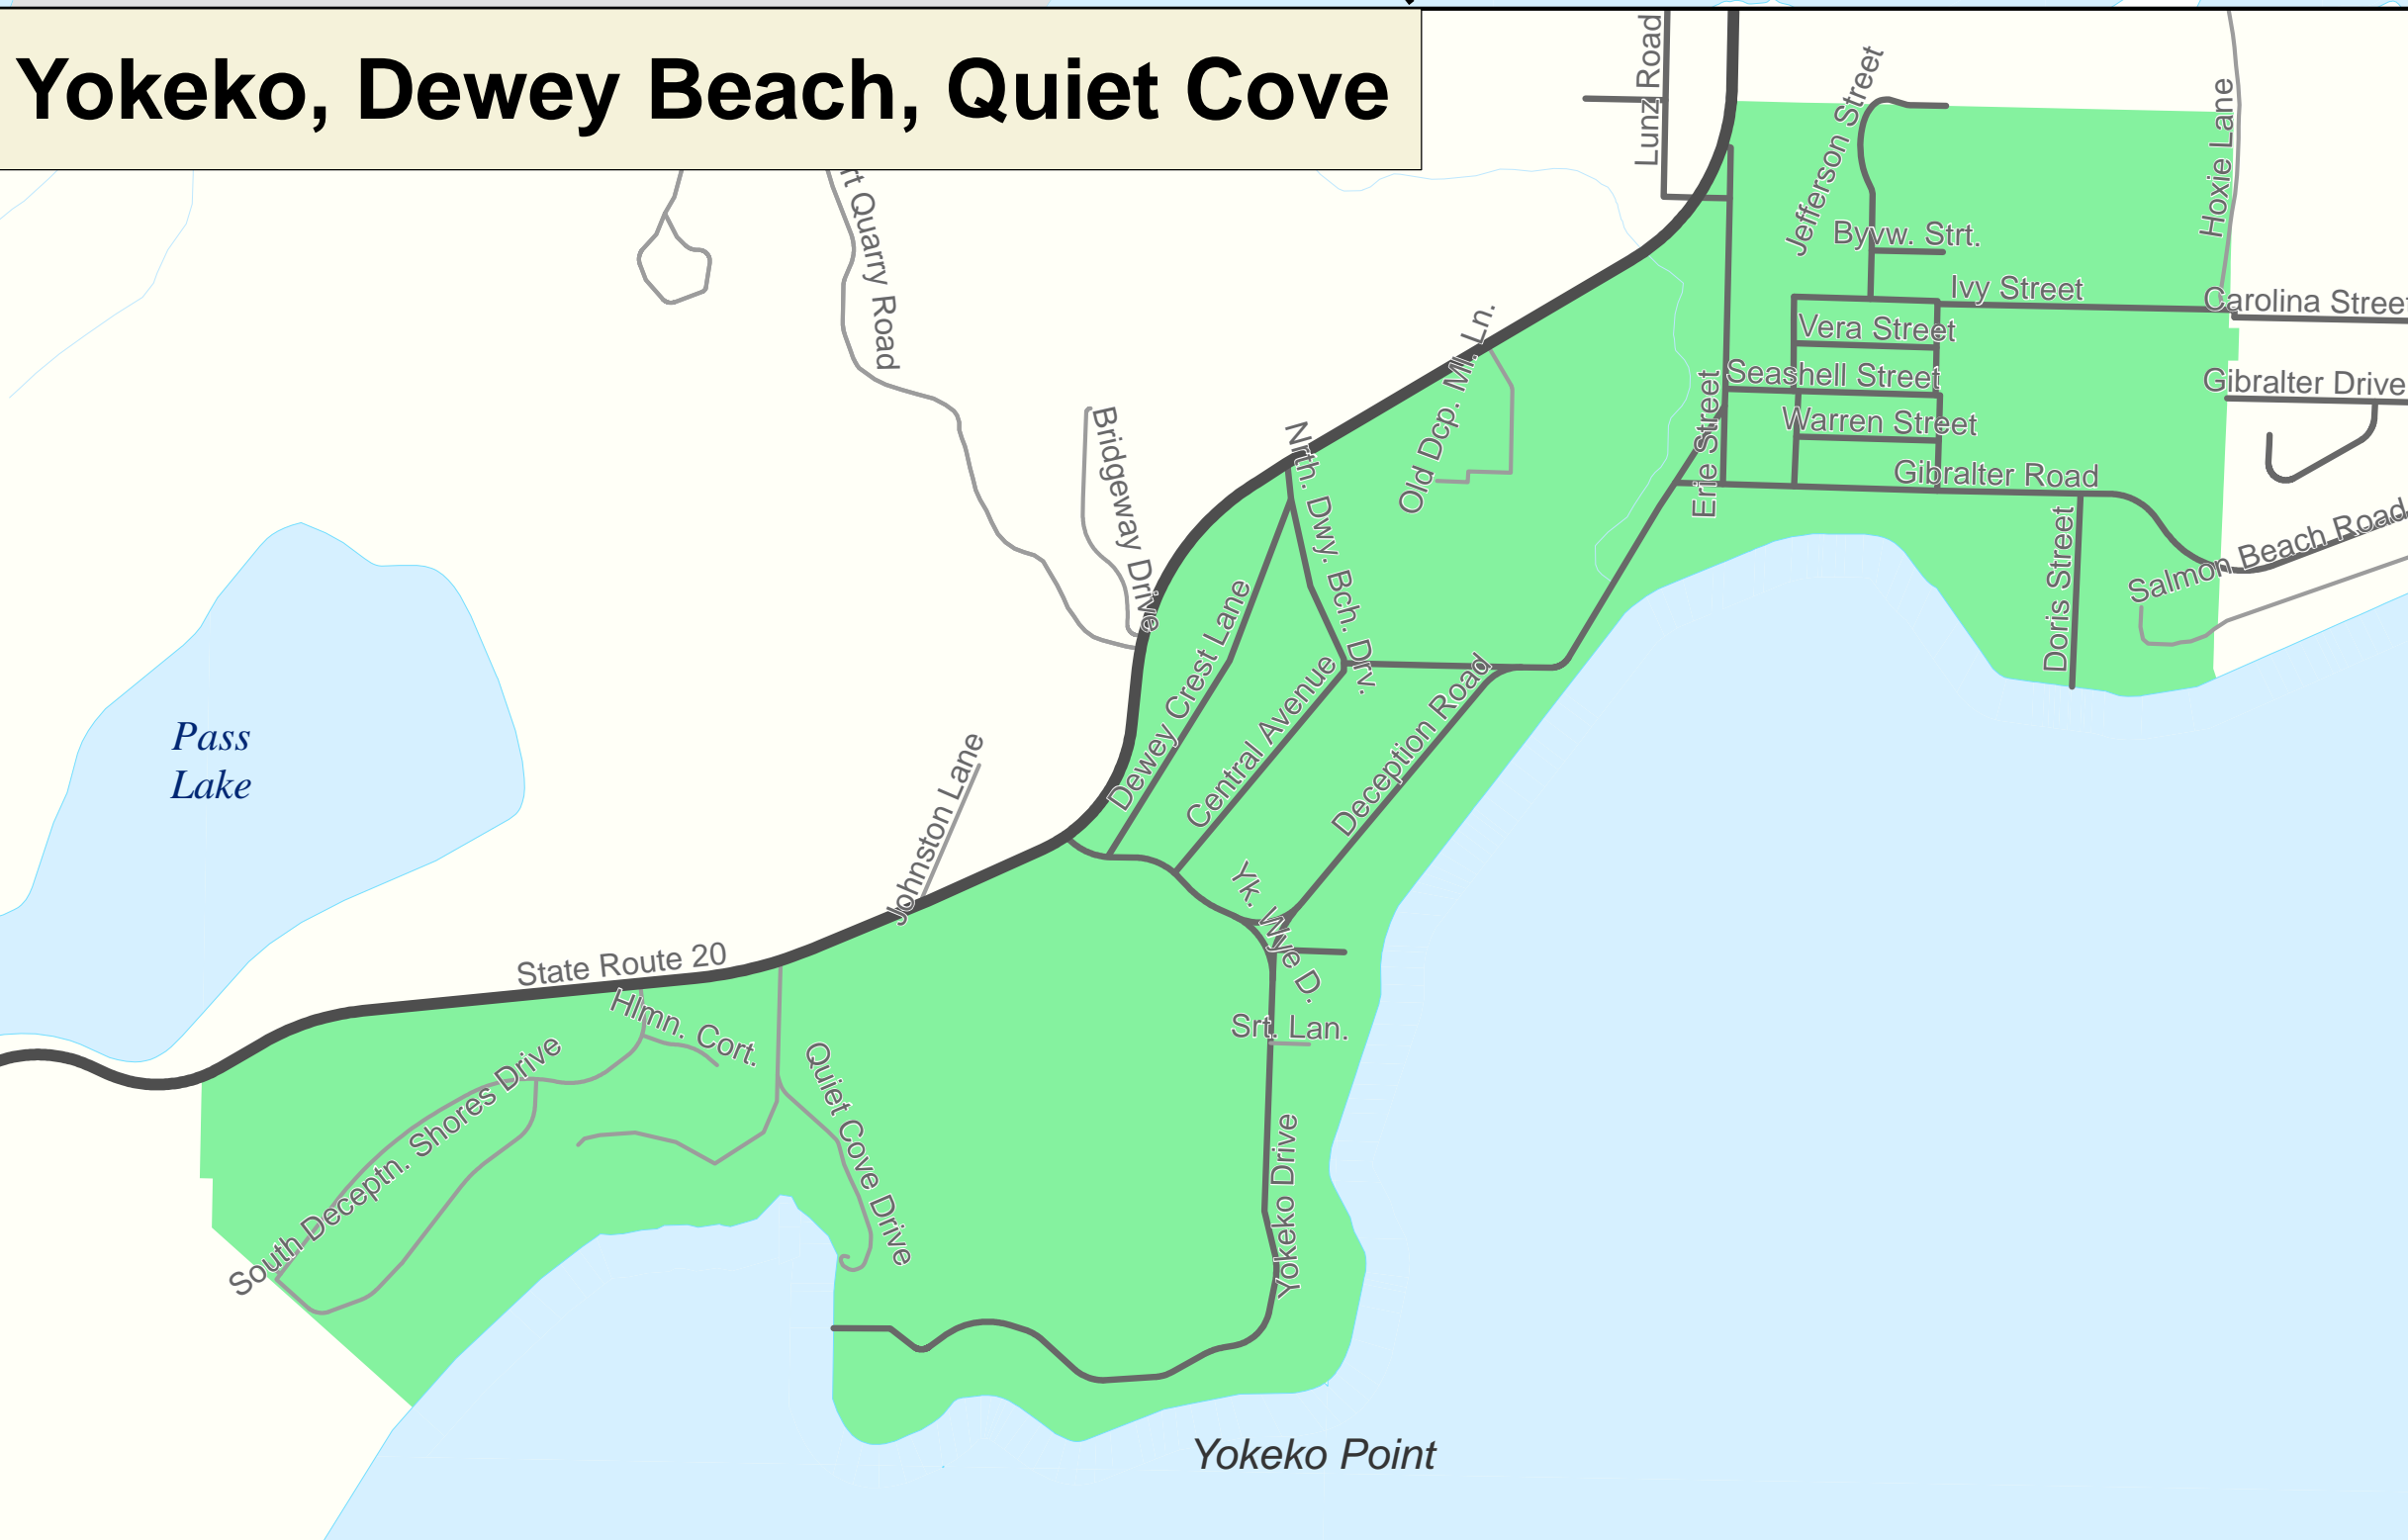 Yokeko, Dewey Beach, Quiet Cove
Lunz Road
Jefferson Street
Hoxie Lane
Byvw. Strt.
Ivy Street
Carolina Street
Vera Street
Seashell Street
Gibralter Drive
Warren Street
Erie Street
Gibralter Road
Doris Street
Salmon Beach Road
rt Quarry Road
Bridgeway Drive
Nrth. Dwy. Bch. Drv.
Old Dcp. Ml. Ln.
Dewey Crest Lane
Central Avenue
Deception Road
Pass
Lake
Johnston Lane
State Route 20
Yk. Wye D.
Hlmn. Cort.
Srt. Lan.
South Deceptn. Shores Drive
Quiet Cove Drive
Yokeko Drive
Yokeko Point